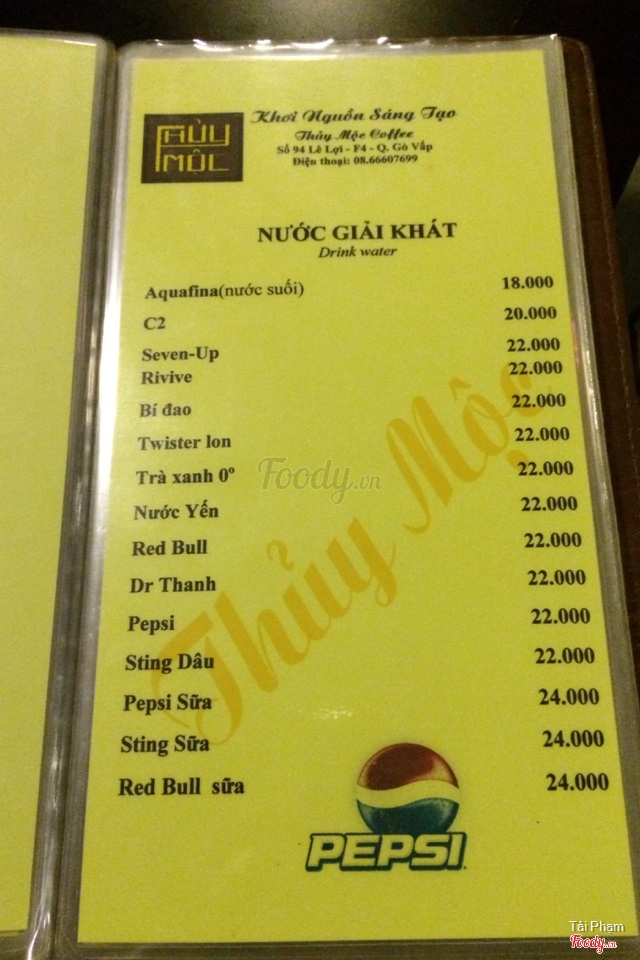 THỦY
MỘC
Khơi Nguồn Sáng Tạo
Thủy Mộc Coffee
Số 94 Lê Lợi - F4 - Q. Gò Vấp
Điện thoại: 08.66607699
NƯỚC GIẢI KHÁT
Drink water
Aquafina(nước suối) 18.000
C2 20.000
Seven-Up 22.000
Rivive 22.000
Bí đao 22.000
Twister lon 22.000
Trà xanh 0º 22.000
Nước Yến 22.000
Red Bull 22.000
Dr Thanh 22.000
Pepsi 22.000
Sting Dâu 22.000
Pepsi Sữa 24.000
Sting Sữa 24.000
Red Bull sữa 24.000
Thủy Mộc
Foody.vn
PEPSI
Tài Phạm
Foody.vn